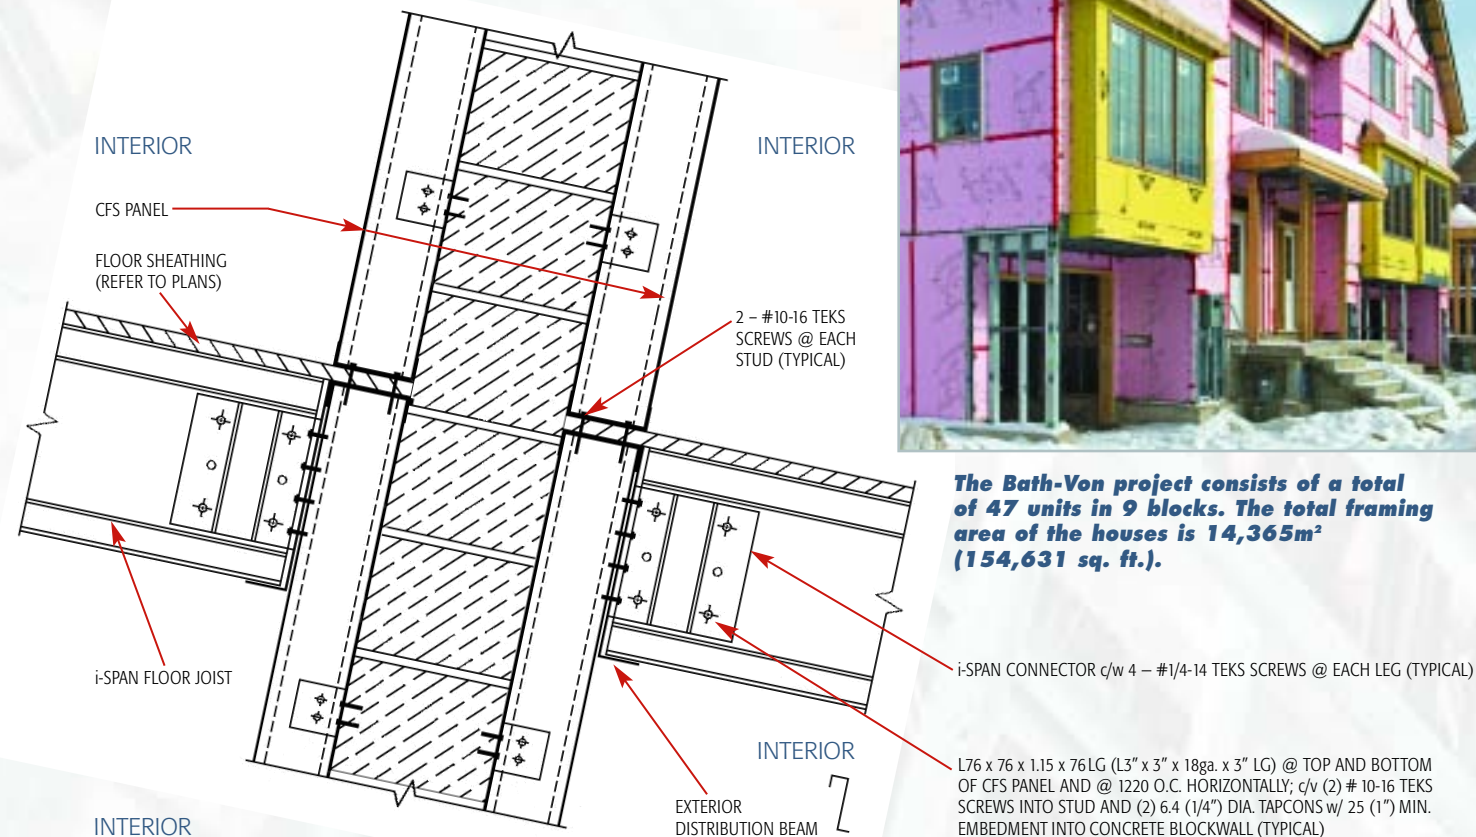 INTERIOR
INTERIOR
CFS PANEL
FLOOR SHEATHING
(REFER TO PLANS)
2 – #10-16 TEKS
SCREWS @ EACH
STUD (TYPICAL)
The Bath-Von project consists of a total
of 47 units in 9 blocks. The total framing
area of the houses is 14,365m²
(154,631 sq. ft.).
i-SPAN FLOOR JOIST
i-SPAN CONNECTOR c/w 4 – #1/4-14 TEKS SCREWS @ EACH LEG (TYPICAL)
INTERIOR
L76 x 76 x 1.15 x 76 LG (L3" x 3" x 18ga. x 3" LG) @ TOP AND BOTTOM
OF CFS PANEL AND @ 1220 O.C. HORIZONTALLY; c/v (2) # 10-16 TEKS
SCREWS INTO STUD AND (2) 6.4 (1/4") DIA. TAPCONS w/ 25 (1") MIN.
EMBEDMENT INTO CONCRETE BLOCKWALL (TYPICAL)
EXTERIOR
DISTRIBUTION BEAM
INTERIOR